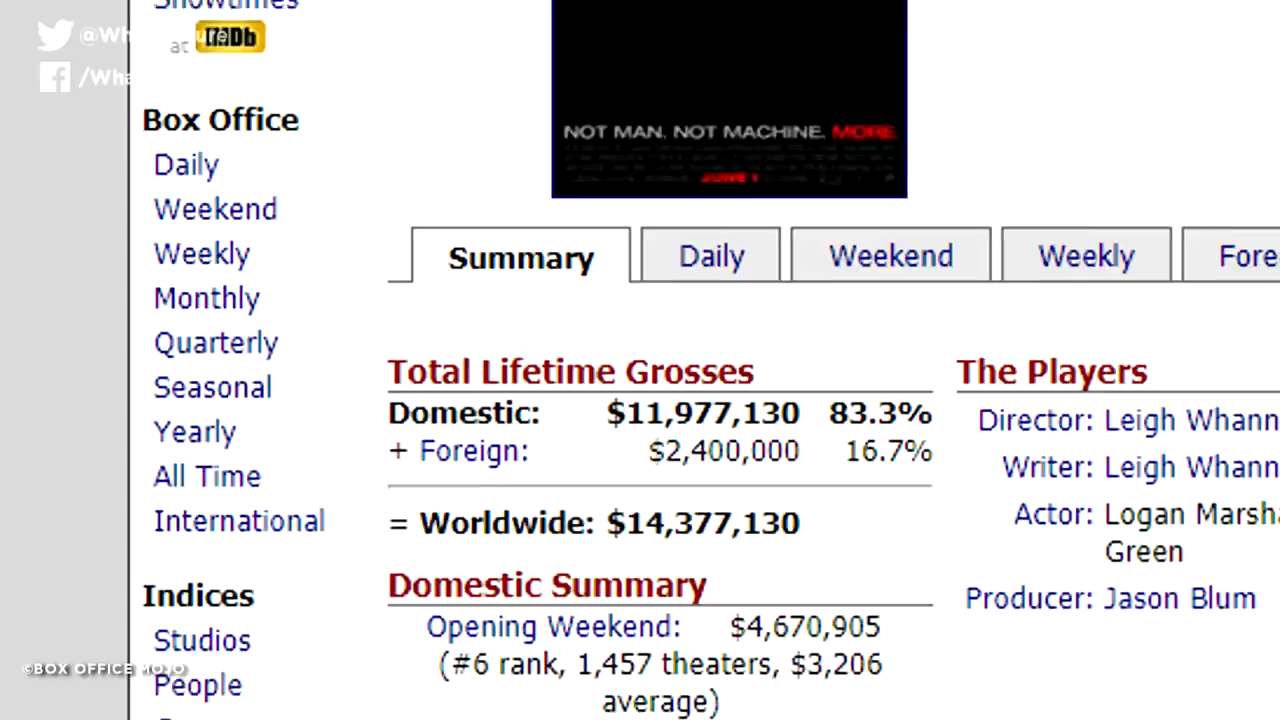 Showtimes
at IMDb
Box Office
Daily
Weekend
Weekly
Monthly
Quarterly
Seasonal
Yearly
All Time
International
Indices
Studios
People
©BOX OFFICE MOJO
NOT MAN. NOT MACHINE. MORE.
JUNE 1
Summary
Daily
Weekend
Weekly
Fore
Total Lifetime Grosses
Domestic: $11,977,130 83.3%
+ Foreign: $2,400,000 16.7%
= Worldwide: $14,377,130
Domestic Summary
Opening Weekend: $4,670,905
(#6 rank, 1,457 theaters, $3,206
average)
The Players
Director: Leigh Whann
Writer: Leigh Whann
Actor: Logan Marsha
Green
Producer: Jason Blum